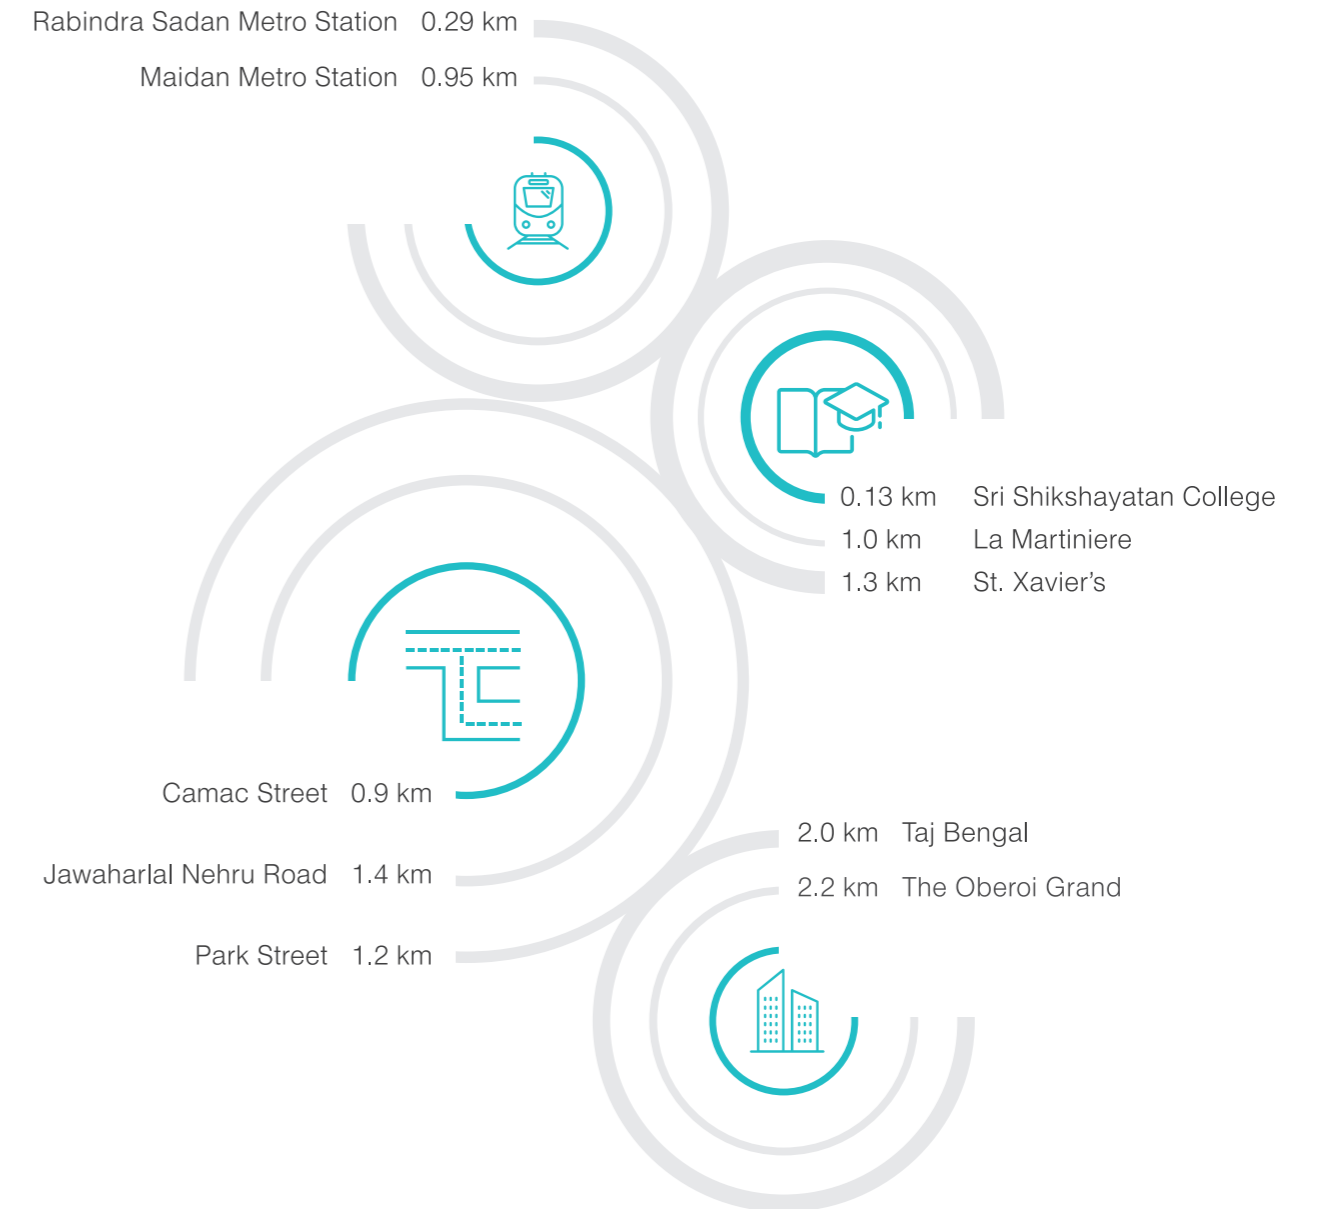 Rabindra Sadan Metro Station 0.29 km
Maidan Metro Station 0.95 km
0.13 km Sri Shikshayatan College
1.0 km La Martiniere
1.3 km St. Xavier’s
Camac Street 0.9 km
Jawaharlal Nehru Road 1.4 km
Park Street 1.2 km
2.0 km Taj Bengal
2.2 km The Oberoi Grand